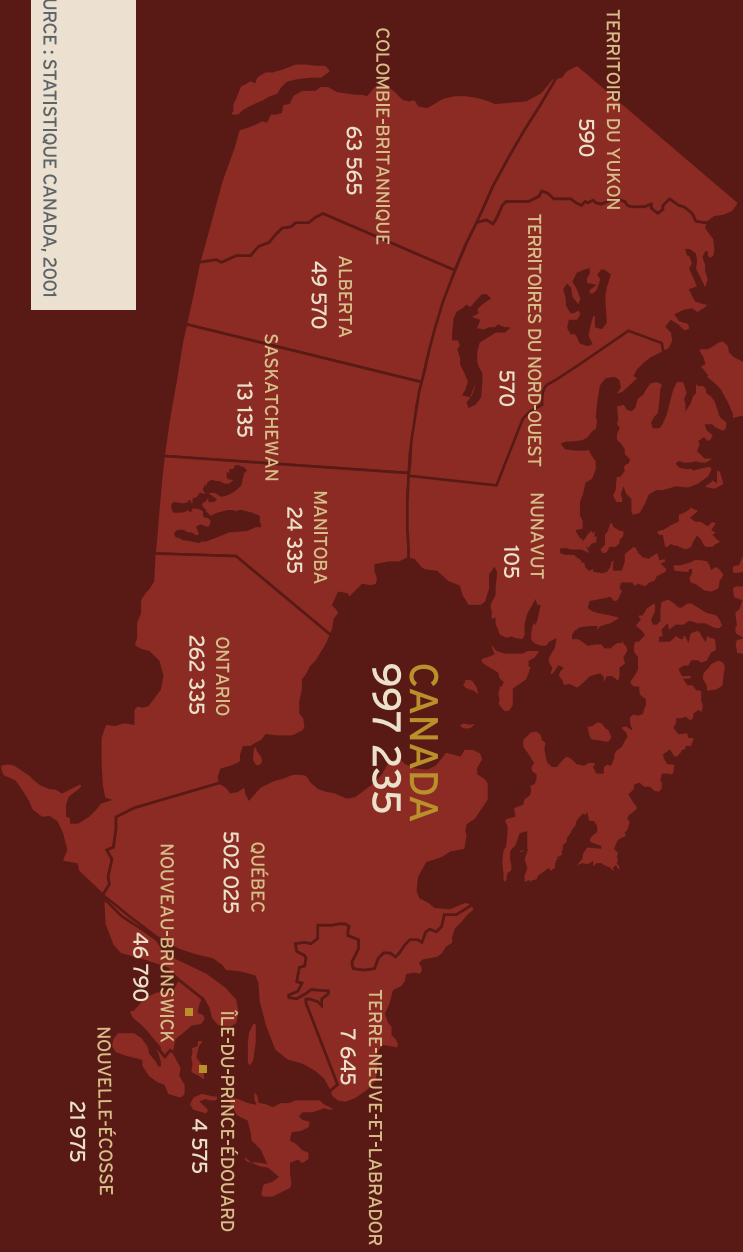 TERRITOIRE DU YUKON
590
COLOMBIE-BRITANNIQUE
63 565
TERRITOIRES DU NORD-OUEST
570
ALBERTA
49 570
SASKATCHEWAN
13 135
NUNAVUT
105
MANITOBA
24 335
CANADA
997 235
ONTARIO
262 335
QUÉBEC
502 025
TERRE-NEUVE-ET-LABRADOR
7 645
NOUVEAU-BRUNSWICK
46 790
ÎLE-DU-PRINCE-ÉDOUARD
4 575
NOUVELLE-ÉCOSSE
21 975
URCE : STATISTIQUE CANADA, 2001